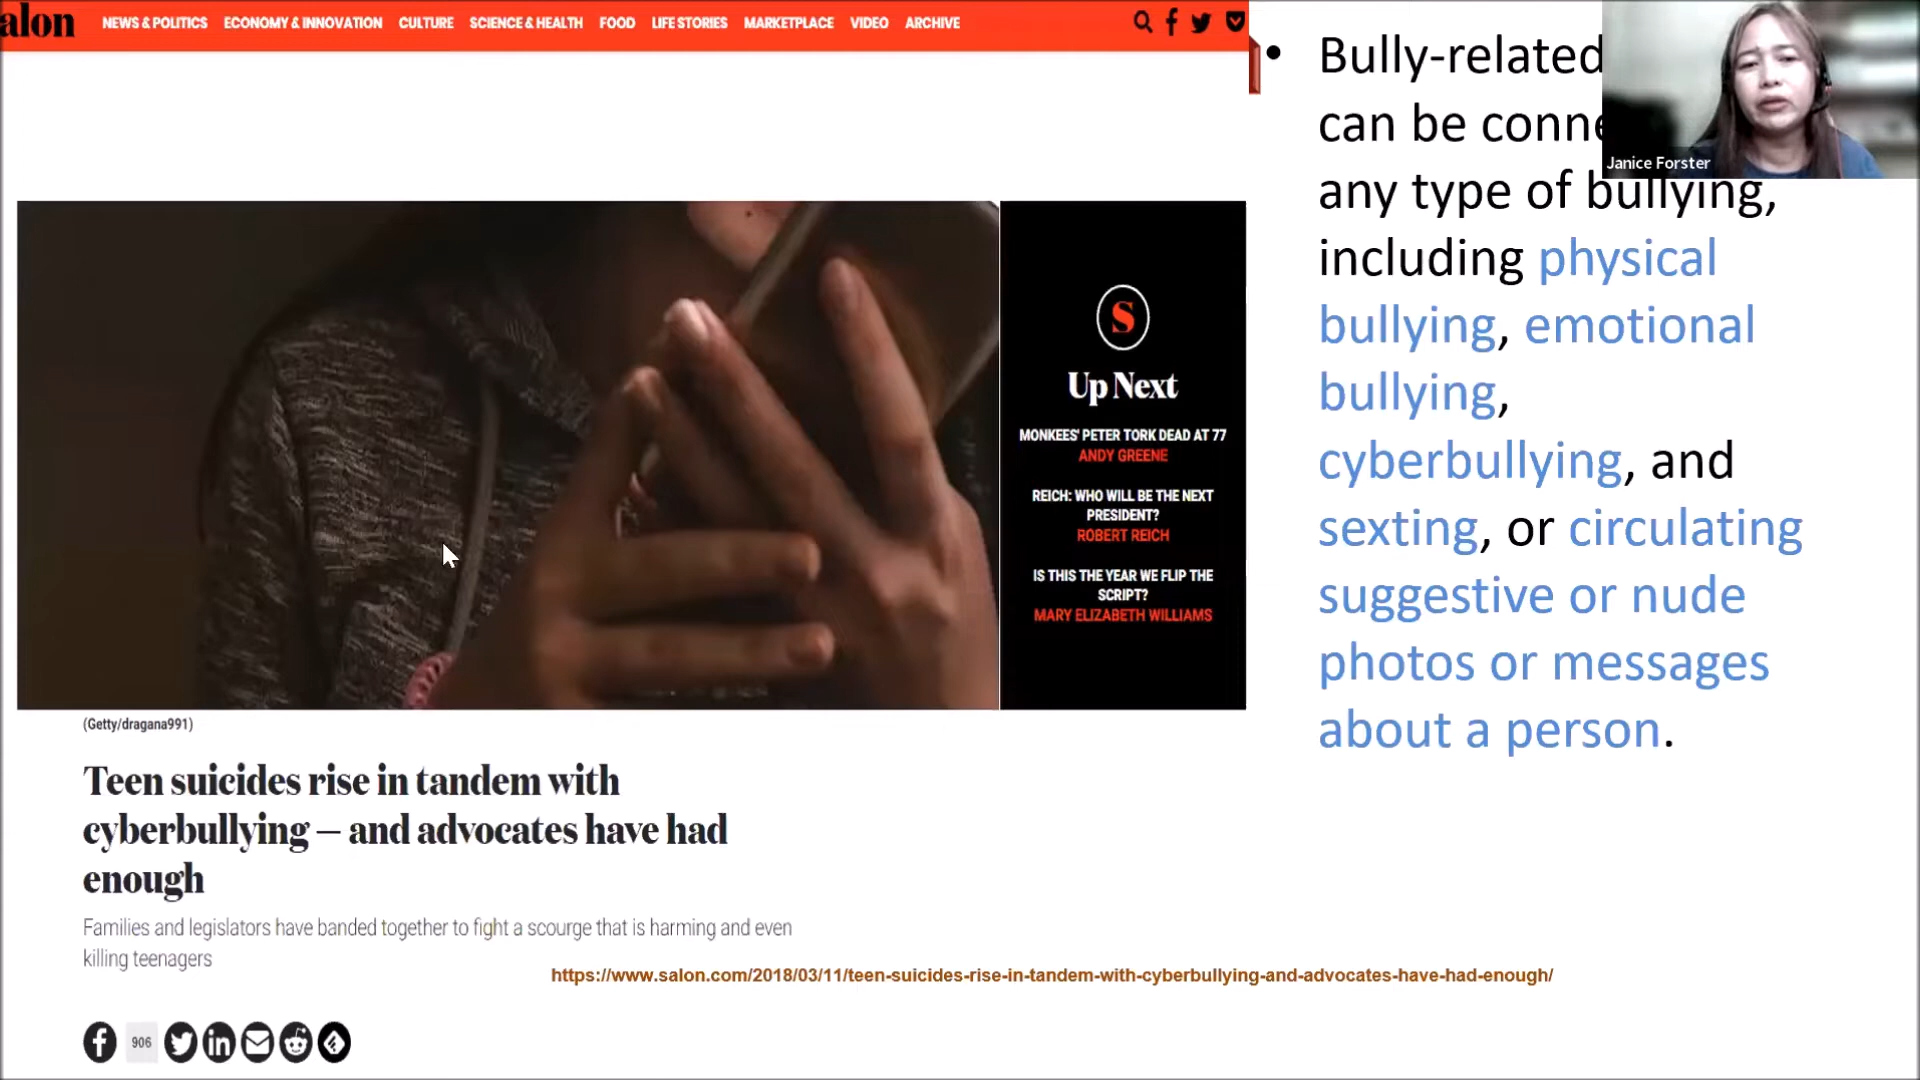 alon
NEWS & POLITICS ECONOMY & INNOVATION CULTURE SCIENCE & HEALTH FOOD LIFE STORIES MARKETPLACE VIDEO ARCHIVE
S
Up Next
MONKEES' PETER TORK DEAD AT 77
ANDY GREENE
REICH: WHO WILL BE THE NEXT
PRESIDENT?
ROBERT REICH
IS THIS THE YEAR WE FLIP THE
SCRIPT?
MARY ELIZABETH WILLIAMS
(Getty/dragana991)
Teen suicides rise in tandem with
cyberbullying – and advocates have had
enough
Families and legislators have banded together to fight a scourge that is harming and even
killing teenagers
https://www.salon.com/2018/03/11/teen-suicides-rise-in-tandem-with-cyberbullying-and-advocates-have-had-enough/
906
• Bully-related
can be conne
any type of bullying,
including physical
bullying, emotional
bullying,
cyberbullying, and
sexting, or circulating
suggestive or nude
photos or messages
about a person.
Janice Forster